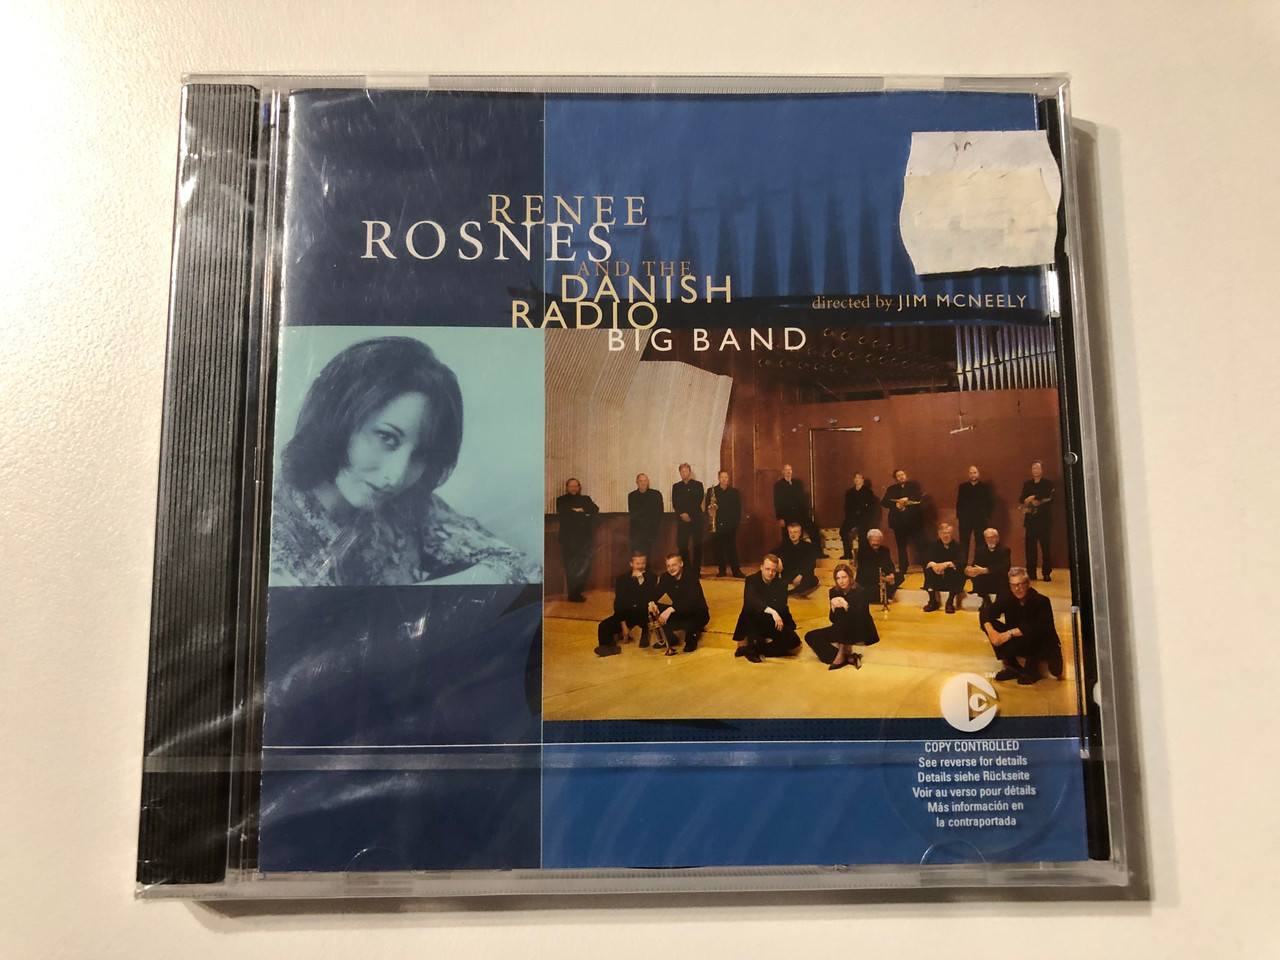 RENEE
ROSNES
AND THE
DANISH
RADIO
BIG BAND
directed by JIM MCNEELY
C
TM
COPY CONTROLLED
See reverse for details
Details siehe Rückseite
Voir au verso pour détails
Más información en
la contraportada